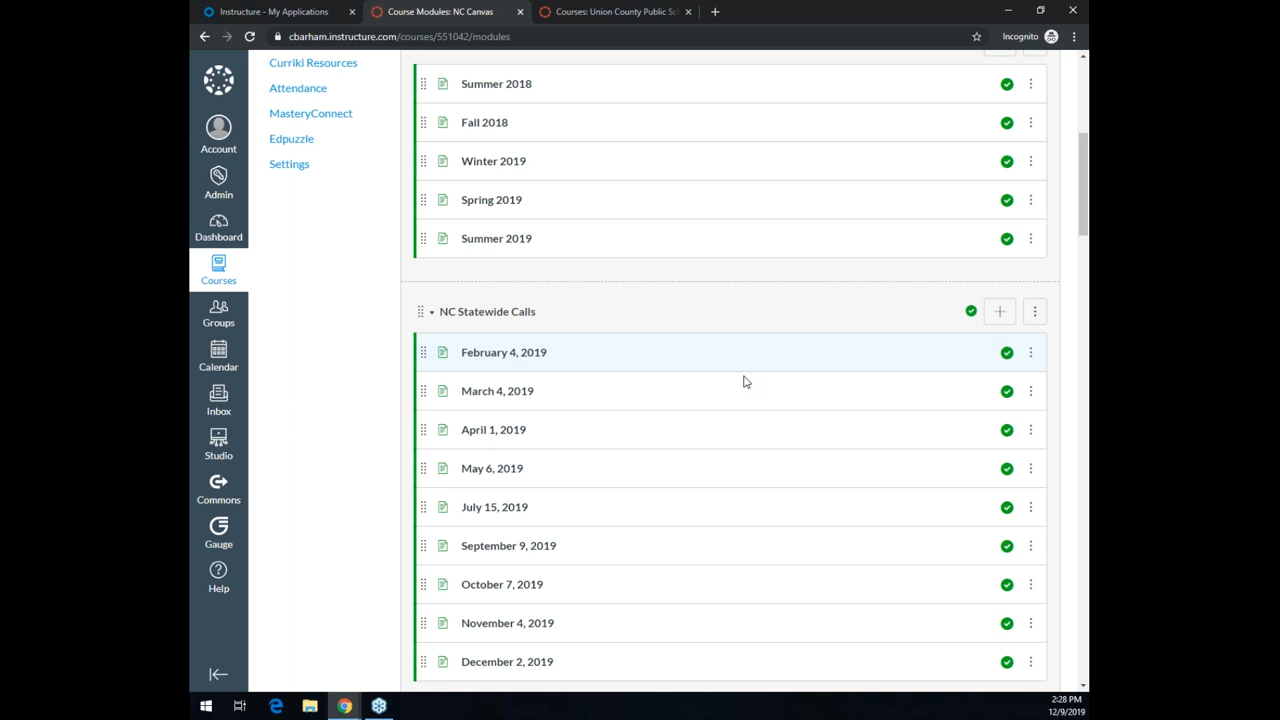 Instructure - My Applications
Course Modules: NC Canvas
Courses: Union County Public Sc
cbarham.instructure.com/courses/551042/modules
Incognito
Account
Admin
Dashboard
Courses
Groups
Calendar
Inbox
Studio
Commons
Gauge
Help
Curriki Resources
Attendance
MasteryConnect
Edpuzzle
Settings
Summer 2018
Fall 2018
Winter 2019
Spring 2019
Summer 2019
NC Statewide Calls
February 4, 2019
March 4, 2019
April 1, 2019
May 6, 2019
July 15, 2019
September 9, 2019
October 7, 2019
November 4, 2019
December 2, 2019
2:28 PM
12/9/2019